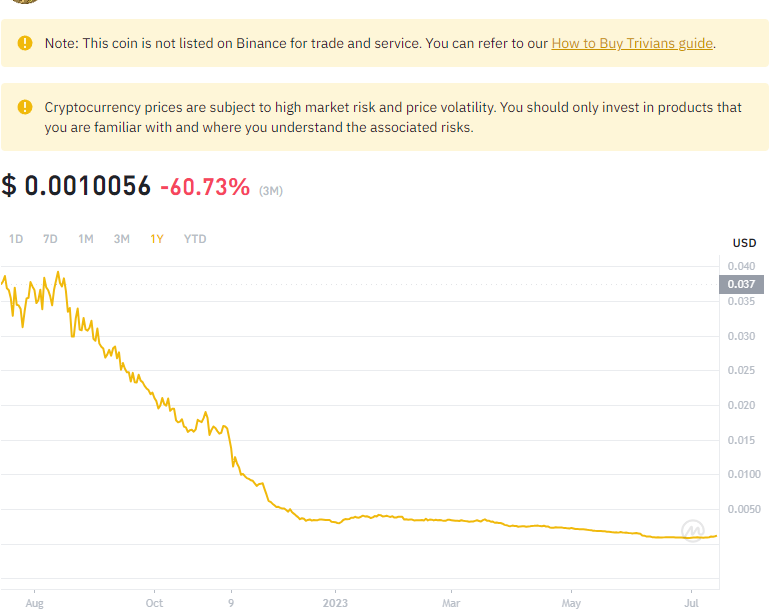 Note: This coin is not listed on Binance for trade and service. You can refer to our How to Buy Trivians guide.
Cryptocurrency prices are subject to high market risk and price volatility. You should only invest in products that
you are familiar with and where you understand the associated risks.
$ 0.0010056 -60.73% (3M)
1D 7D 1M 3M 1Y YTD
USD
0.040
0.037
0.035
0.030
0.025
0.020
0.015
0.0100
0.0050
Aug Oct 9 2023 Mar May Jul